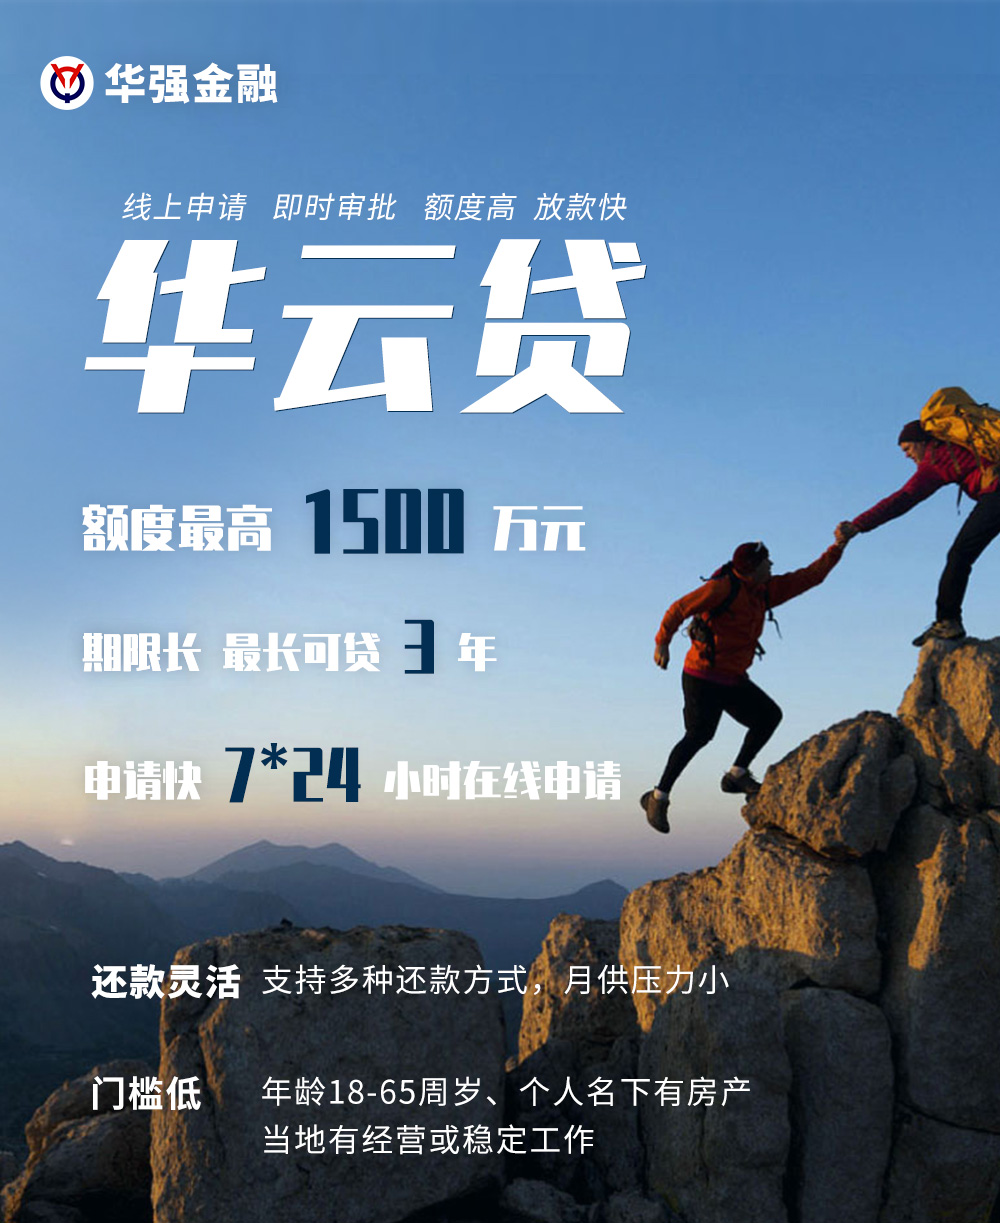 华强金融
线上申请 即时审批 额度高 放款快
华云贷
额度最高 1500 万元
期限长 最长可贷 3 年
申请快 7*24 小时在线申请
还款灵活 支持多种还款方式，月供压力小
门槛低 年龄18-65周岁、个人名下有房产
当地有经营或稳定工作